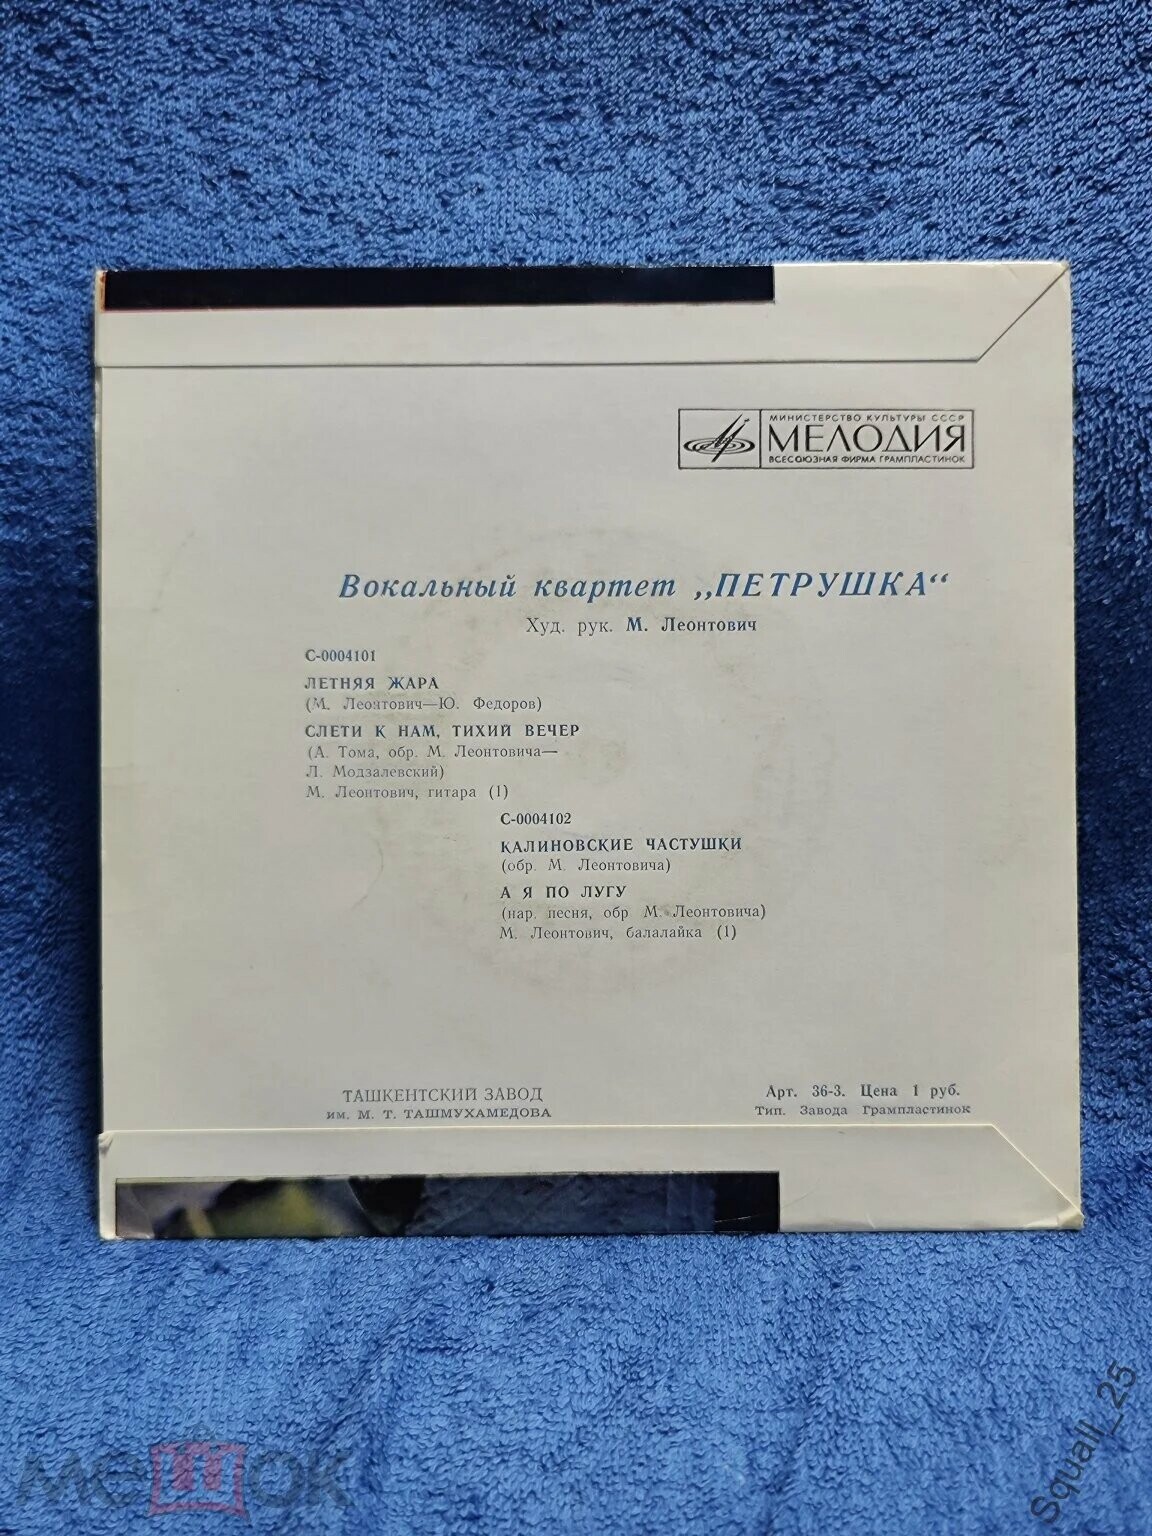 МИНИСТЕРСТВО КУЛЬТУРЫ СССР
МЕЛОДИЯ
ВСЕСОЮЗНАЯ ФИРМА ГРАМПЛАСТИНОК
Вокальный квартет „ПЕТРУШКА“
Худ. рук. М. Леонтович
С-0004101
ЛЕТНЯЯ ЖАРА
(М. Леонтович—Ю. Федоров)
СЛЕТИ К НАМ, ТИХИЙ ВЕЧЕР
(А. Тома, обр. М. Леонтовича—
Л. Модзалевский)
М. Леонтович, гитара (1)
С-0004102
КАЛИНОВСКИЕ ЧАСТУШКИ
(обр. М. Леонтовича)
А Я ПО ЛУГУ
(нар. песня, обр М. Леонтовича)
М. Леонтович, балалайка (1)
ТАШКЕНТСКИЙ ЗАВОД
им. М. Т. ТАШМУХАМЕДОВА
Арт. 36-3. Цена 1 руб.
Тип. Завода Грампластинок
мешок
Squall_25